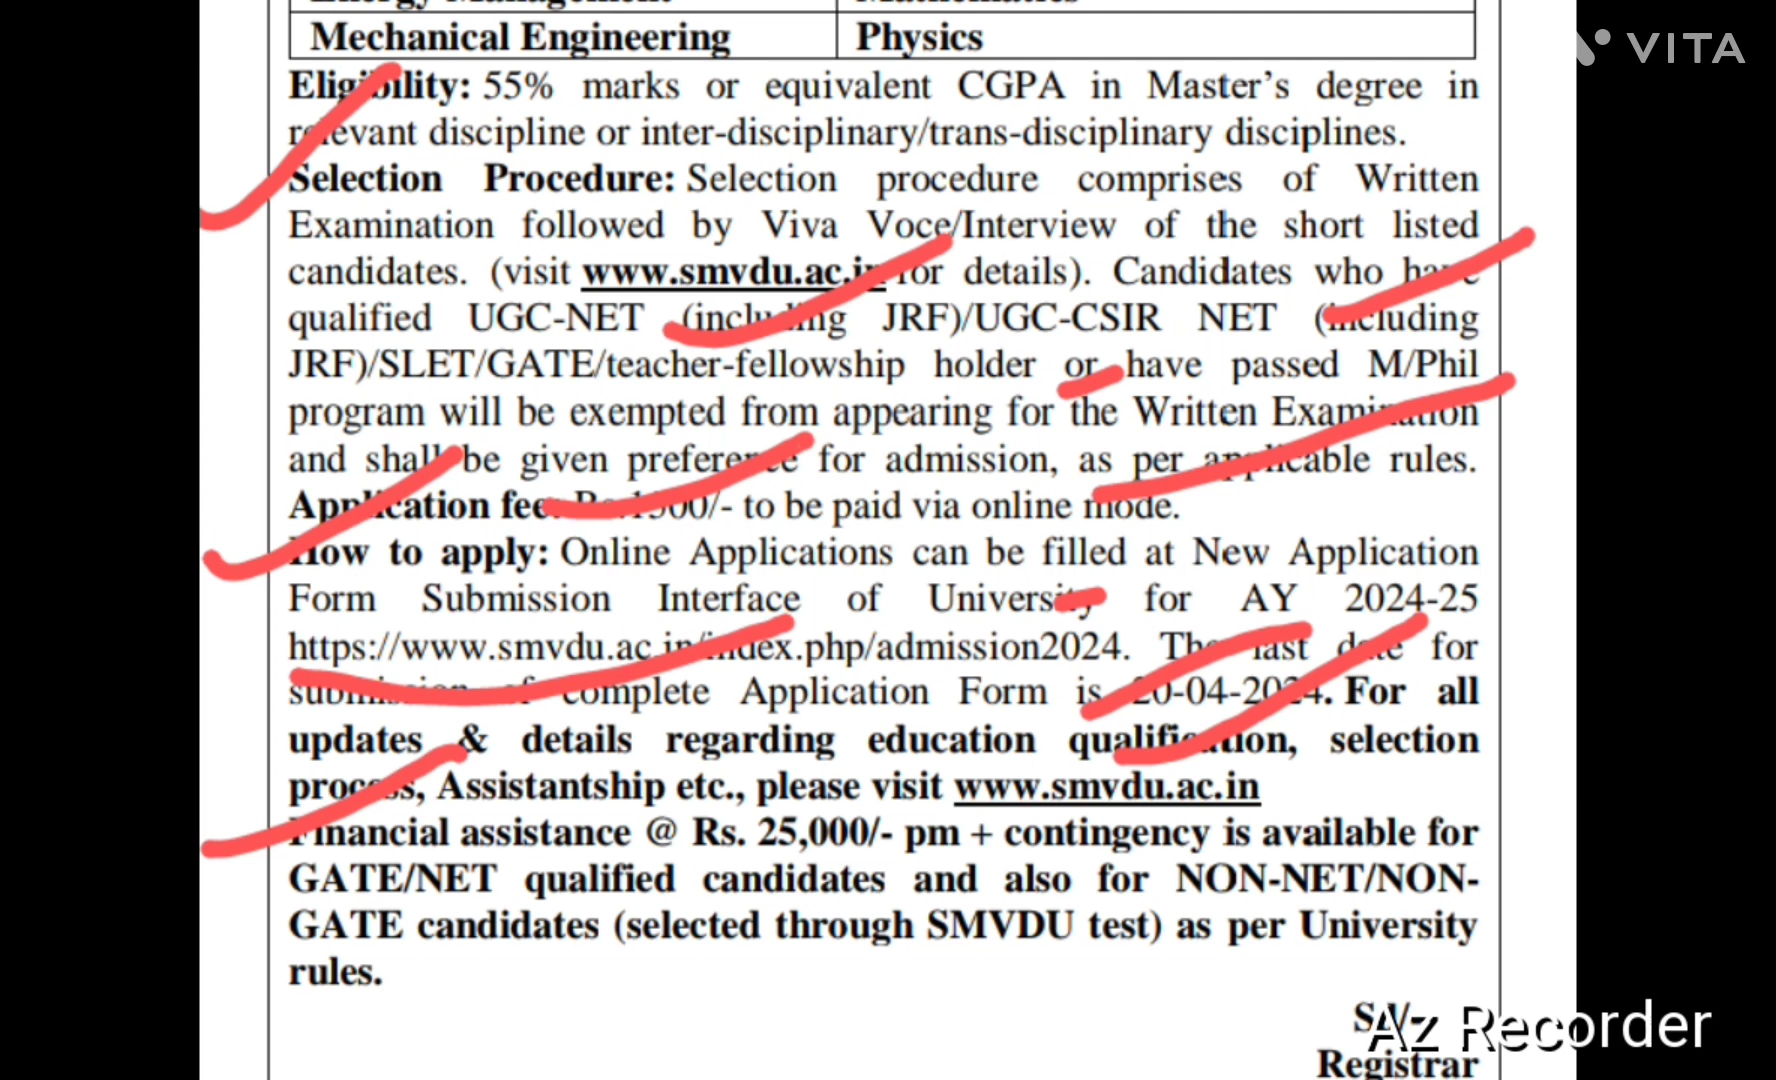 Mechanical Engineering Physics
VITA
Eligibility: 55% marks or equivalent CGPA in Master's degree in
relevant discipline or inter-disciplinary/trans-disciplinary disciplines.
Selection Procedure: Selection procedure comprises of Written
Examination followed by Viva Voce/Interview of the short listed
candidates. (visit www.smvdu.ac.in for details). Candidates who have
qualified UGC-NET (including JRF)/UGC-CSIR NET (including
JRF)/SLET/GATE/teacher-fellowship holder or have passed M/Phil
program will be exempted from appearing for the Written Examination
and shall be given preference for admission, as per applicable rules.
Application fee: Rs.1500/- to be paid via online mode.
How to apply: Online Applications can be filled at New Application
Form Submission Interface of University for AY 2024-25
https://www.smvdu.ac.in/index.php/admission2024. The last date for
submission of complete Application Form is 20-04-2024. For all
updates & details regarding education qualification, selection
process, Assistantship etc., please visit www.smvdu.ac.in
Financial assistance @ Rs. 25,000/- pm + contingency is available for
GATE/NET qualified candidates and also for NON-NET/NON-
GATE candidates (selected through SMVDU test) as per University
rules.
Az Recorder
Registrar